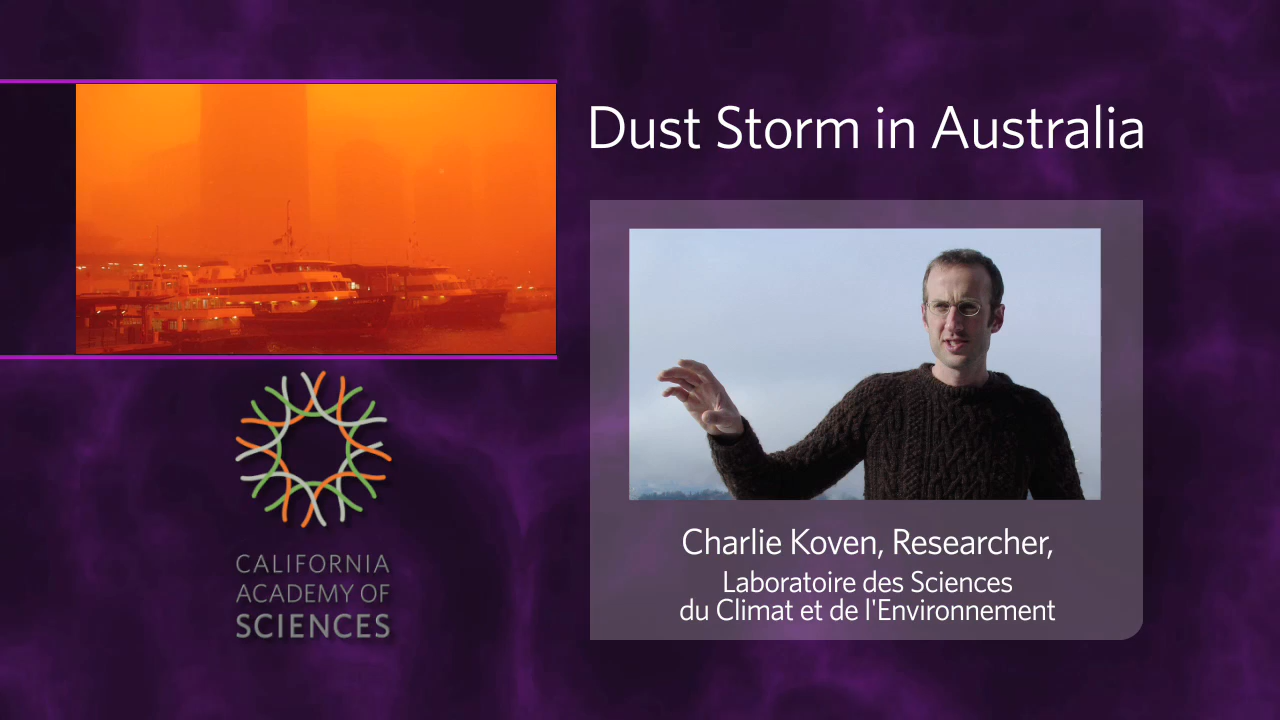 Dust Storm in Australia
Charlie Koven, Researcher,
Laboratoire des Sciences
du Climat et de l'Environnement
CALIFORNIA
ACADEMY OF
SCIENCES